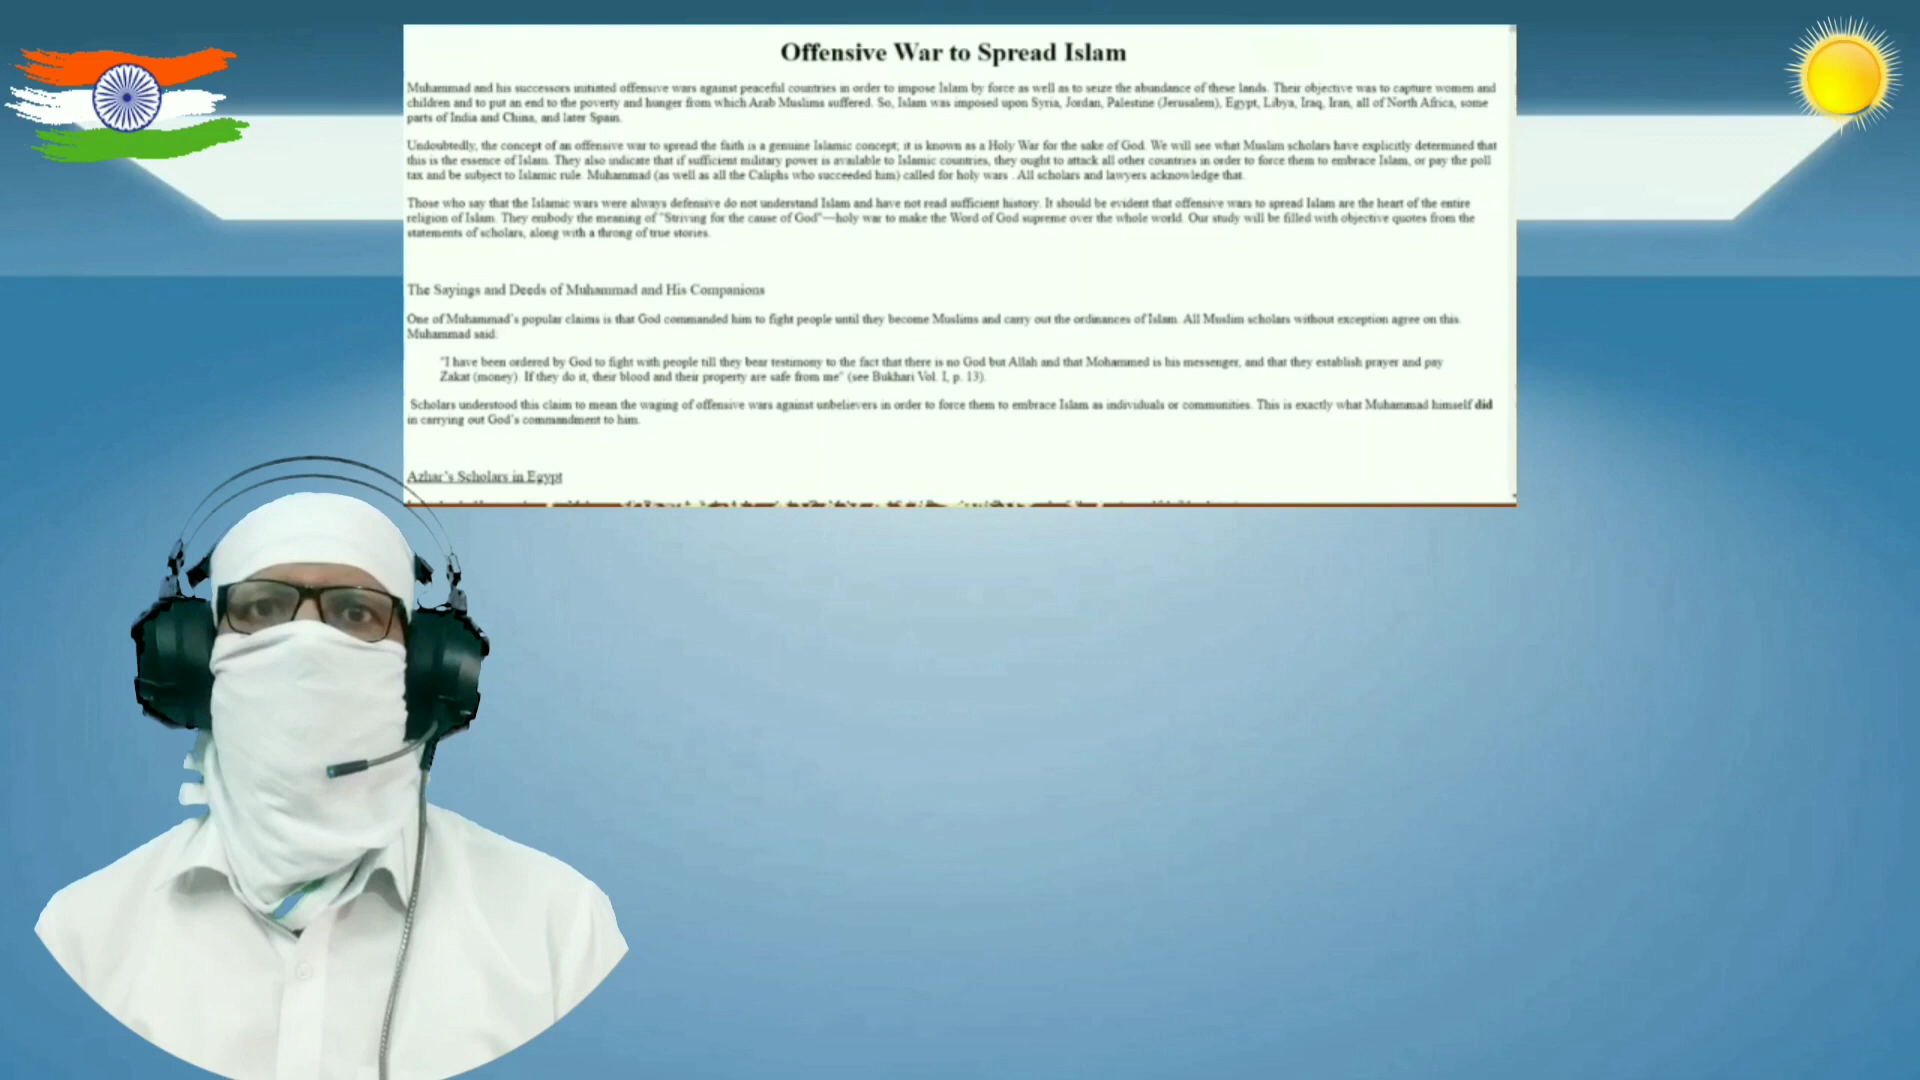 Offensive War to Spread Islam
Muhammad and his successors initiated offensive wars against peaceful countries in order to impose Islam by force as well as to seize the abundance of these lands. Their objective was to capture women and
children and to put an end to the poverty and hunger from which Arab Muslims suffered. So, Islam was imposed upon Syria, Jordan, Palestine (Jerusalem), Egypt, Libya, Iraq, Iran, all of North Africa, some
parts of India and China, and later Spain.
Undoubtedly, the concept of an offensive war to spread the faith is a genuine Islamic concept; it is known as a Holy War for the sake of God. We will see what Muslim scholars have explicitly determined that
this is the essence of Islam. They also indicate that if sufficient military power is available to Islamic countries, they ought to attack all other countries in order to force them to embrace Islam, or pay the poll
tax and be subject to Islamic rule. Muhammad (as well as all the Caliphs who succeeded him) called for holy wars . All scholars and lawyers acknowledge that.
Those who say that the Islamic wars were always defensive do not understand Islam and have not read sufficient history. It should be evident that offensive wars to spread Islam are the heart of the entire
religion of Islam. They embody the meaning of "Striving for the cause of God"—holy war to make the Word of God supreme over the whole world. Our study will be filled with objective quotes from the
statements of scholars, along with a throng of true stories.
The Sayings and Deeds of Muhammad and His Companions
One of Muhammad's popular claims is that God commanded him to fight people until they become Muslims and carry out the ordinances of Islam. All Muslim scholars without exception agree on this.
Muhammad said:
"I have been ordered by God to fight with people till they bear testimony to the fact that there is no God but Allah and that Mohammed is his messenger, and that they establish prayer and pay
Zakat (money). If they do it, their blood and their property are safe from me" (see Bukhari Vol. I, p. 13).
Scholars understood this claim to mean the waging of offensive wars against unbelievers in order to force them to embrace Islam as individuals or communities. This is exactly what Muhammad himself did
in carrying out God's commandment to him.
Azhar's Scholars in Egypt